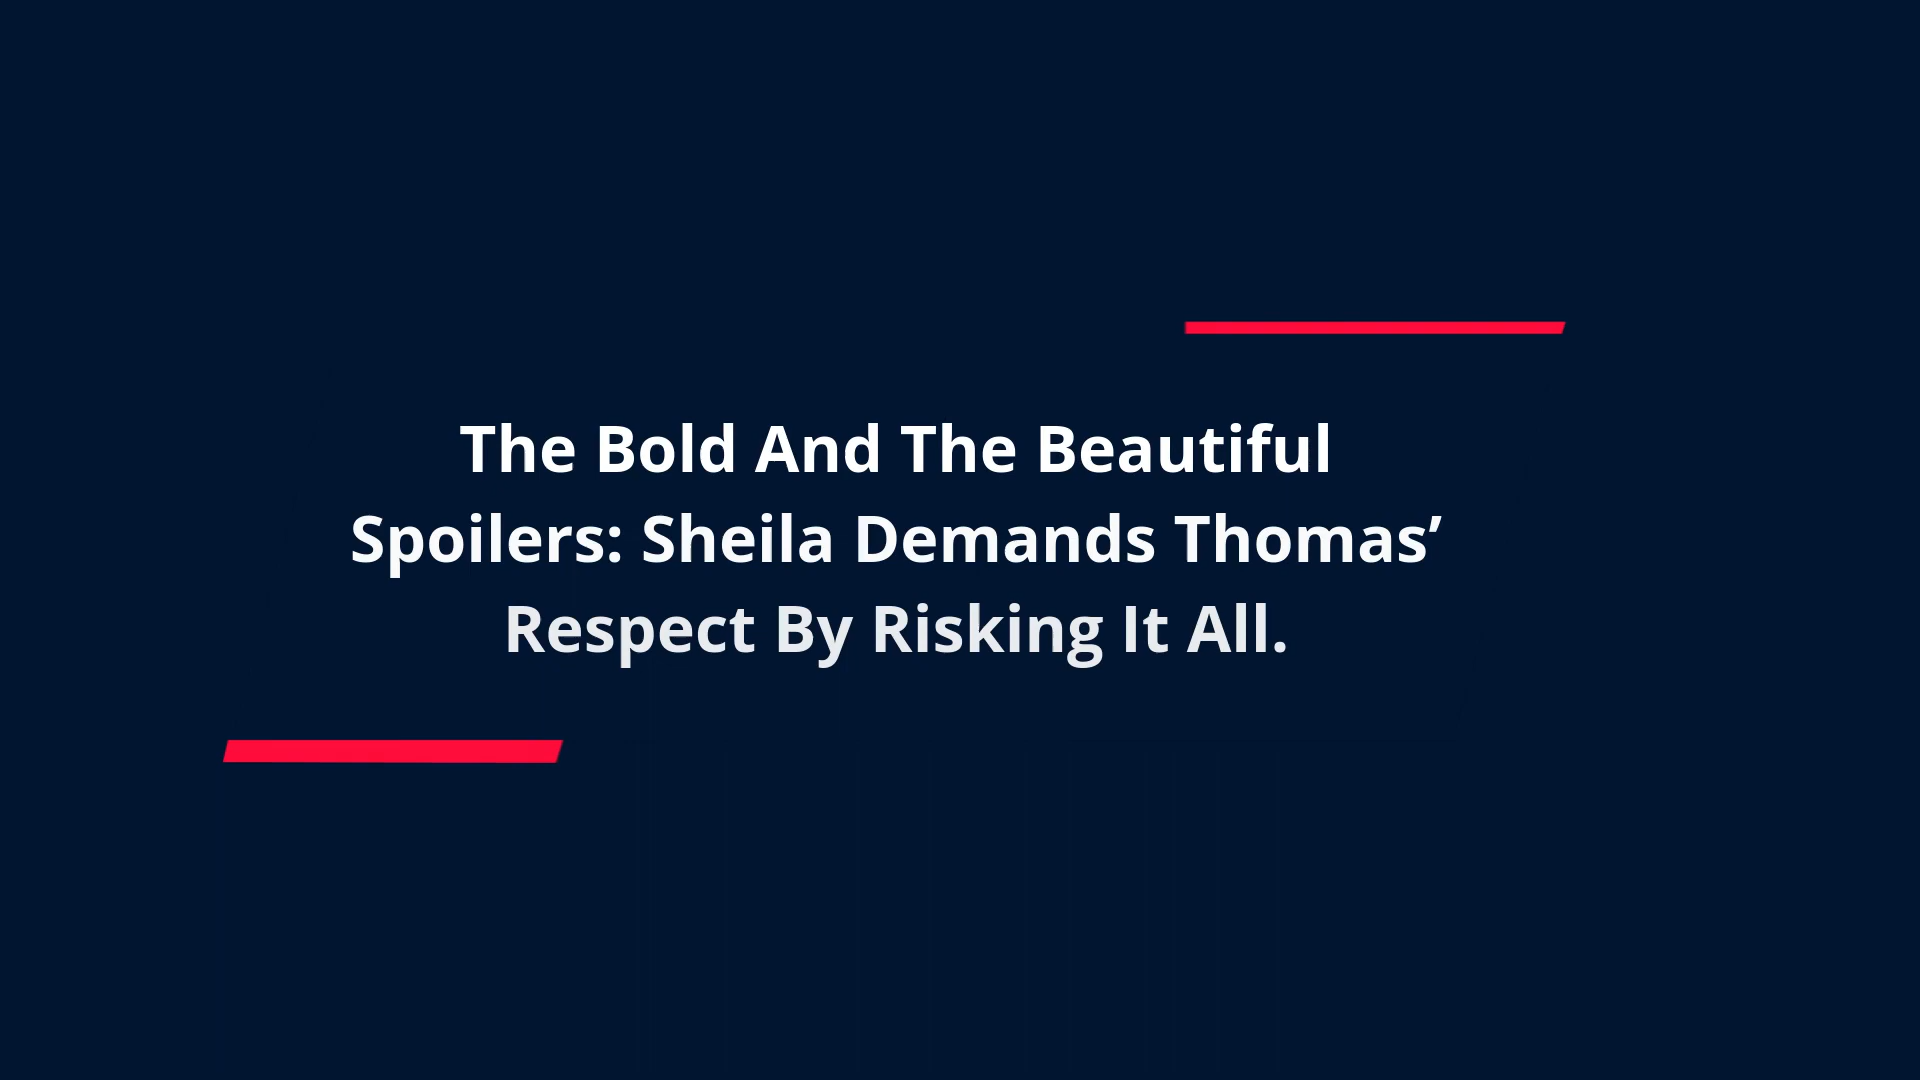 The Bold And The Beautiful
Spoilers: Sheila Demands Thomas’
Respect By Risking It All.